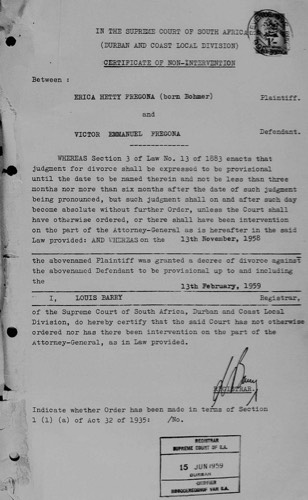 IN THE SUPREME COURT OF SOUTH AFRICA
(DURBAN AND COAST LOCAL DIVISION)
CERTIFICATE OF NON-INTERVENTION
Between :
ERICA HETTY PREGONA (born Bohmer) Plaintiff.
and
VICTOR EMMANUEL PREGONA Defendant.
WHEREAS Section 3 of Law No. 13 of 1883 enacts that
judgment for divorce shall be expressed to be provisional
until the date to be named therein and not be less than three
months nor more than six months after the date of such judgment
being pronounced, but such judgment shall on and after such day
become absolute without further Order, unless the Court shall
have otherwise ordered, or there shall have been intervention
on the part of the Attorney-General as is hereafter in the said
Law provided: AND WHEREAS on the 13th November, 1958
the abovenamed Plaintiff was granted a decree of divorce against
the abovenamed Defendant to be provisional up to and including
the 13th February, 1959
I, LOUIS BARRY Registrar,
of the Supreme Court of South Africa, Durban and Coast Local
Division, do hereby certify that the said Court has not otherwise
ordered nor has there been intervention on the part of the
Attorney-General, as in Law provided.
REGISTRAR.
Indicate whether Order has been made in terms of Section
1 (1) (a) of Act 32 of 1935: /No.
REGISTRAR
SUPREME COURT OF S.A.
15 JUN 1959
DURBAN
GRIFFIER
HOOGGEREGSHOF VAN S.A.